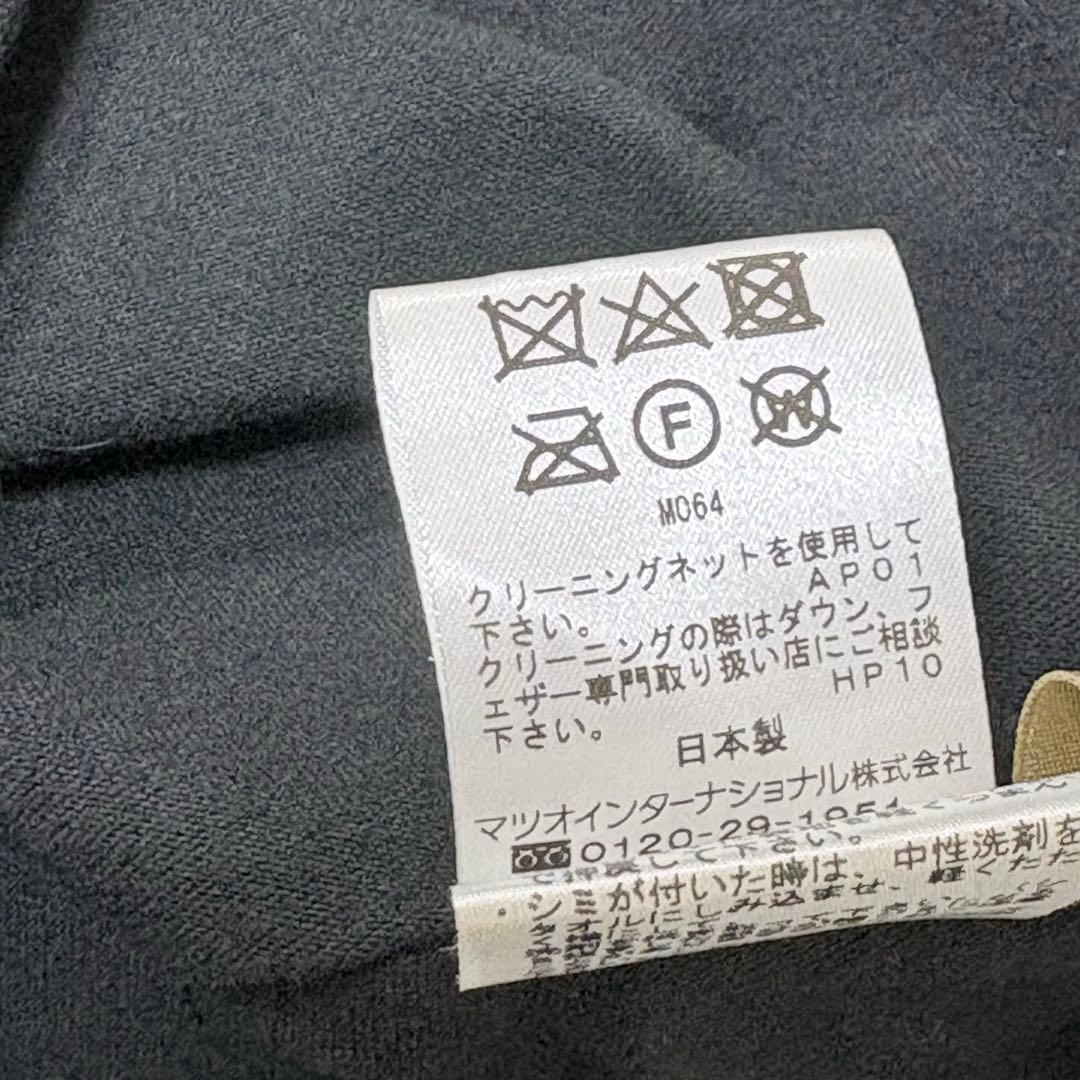 F
W
M064
クリーニングネットを使用して
下さい。 AP01
クリーニングの際はダウン、フ
ェザー専門取り扱い店にご相談
下さい。 HP10
日本製
マツオインターナショナル株式会社
0120-29-1951
・シミが付いた時は、中性洗剤を